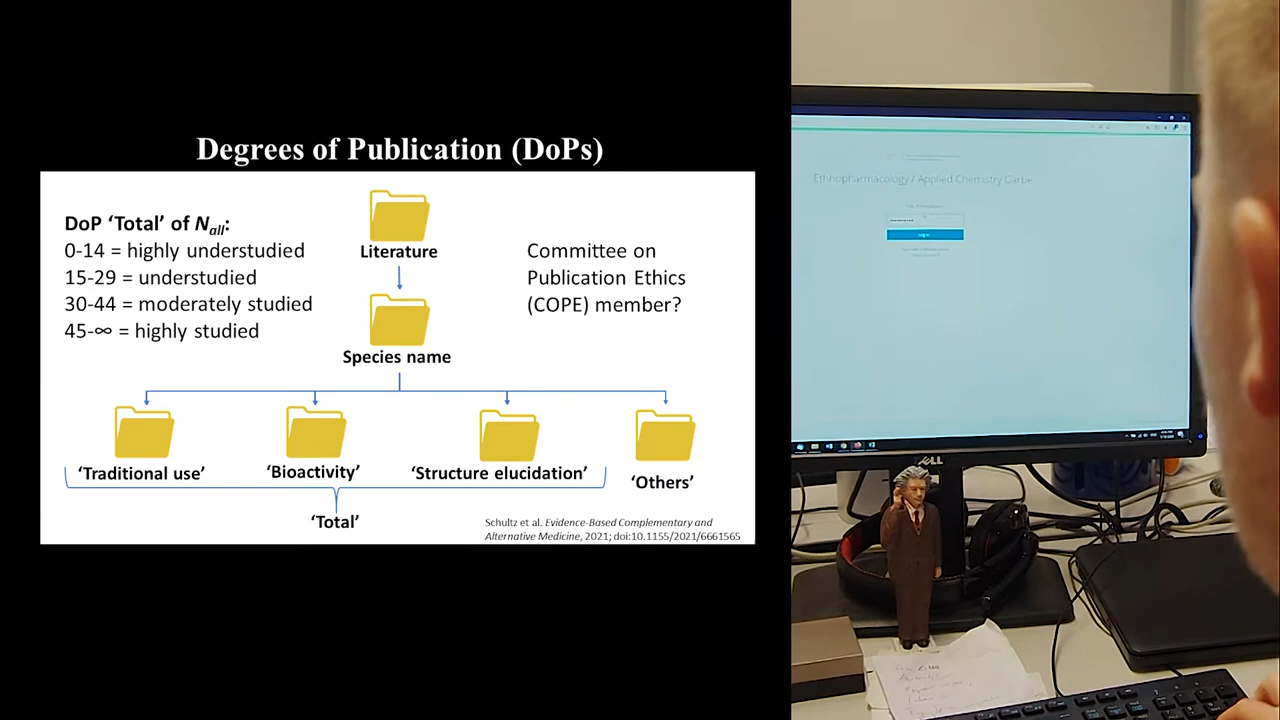 Degrees of Publication (DoPs)
DoP ‘Total’ of Nall:
0-14 = highly understudied
15-29 = understudied
30-44 = moderately studied
45-∞ = highly studied
Literature
Committee on
Publication Ethics
(COPE) member?
Species name
‘Traditional use’
‘Bioactivity’
‘Structure elucidation’
‘Others’
‘Total’
Schultz et al. Evidence-Based Complementary and
Alternative Medicine, 2021; doi:10.1155/2021/6661565
Ethnopharmacology / Applied Chemistry Garbe
Log in
DELL